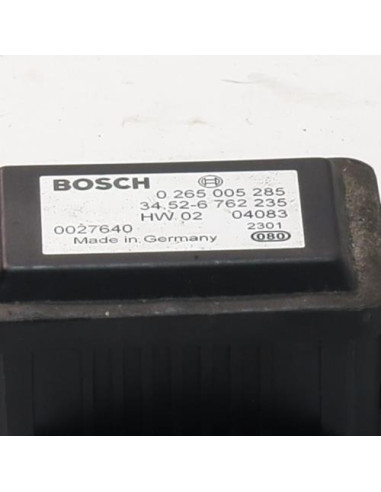 BOSCH
0 265 005 285
34.52-6 762 235
HW 02 04083
0027640 2301
Made in Germany 080